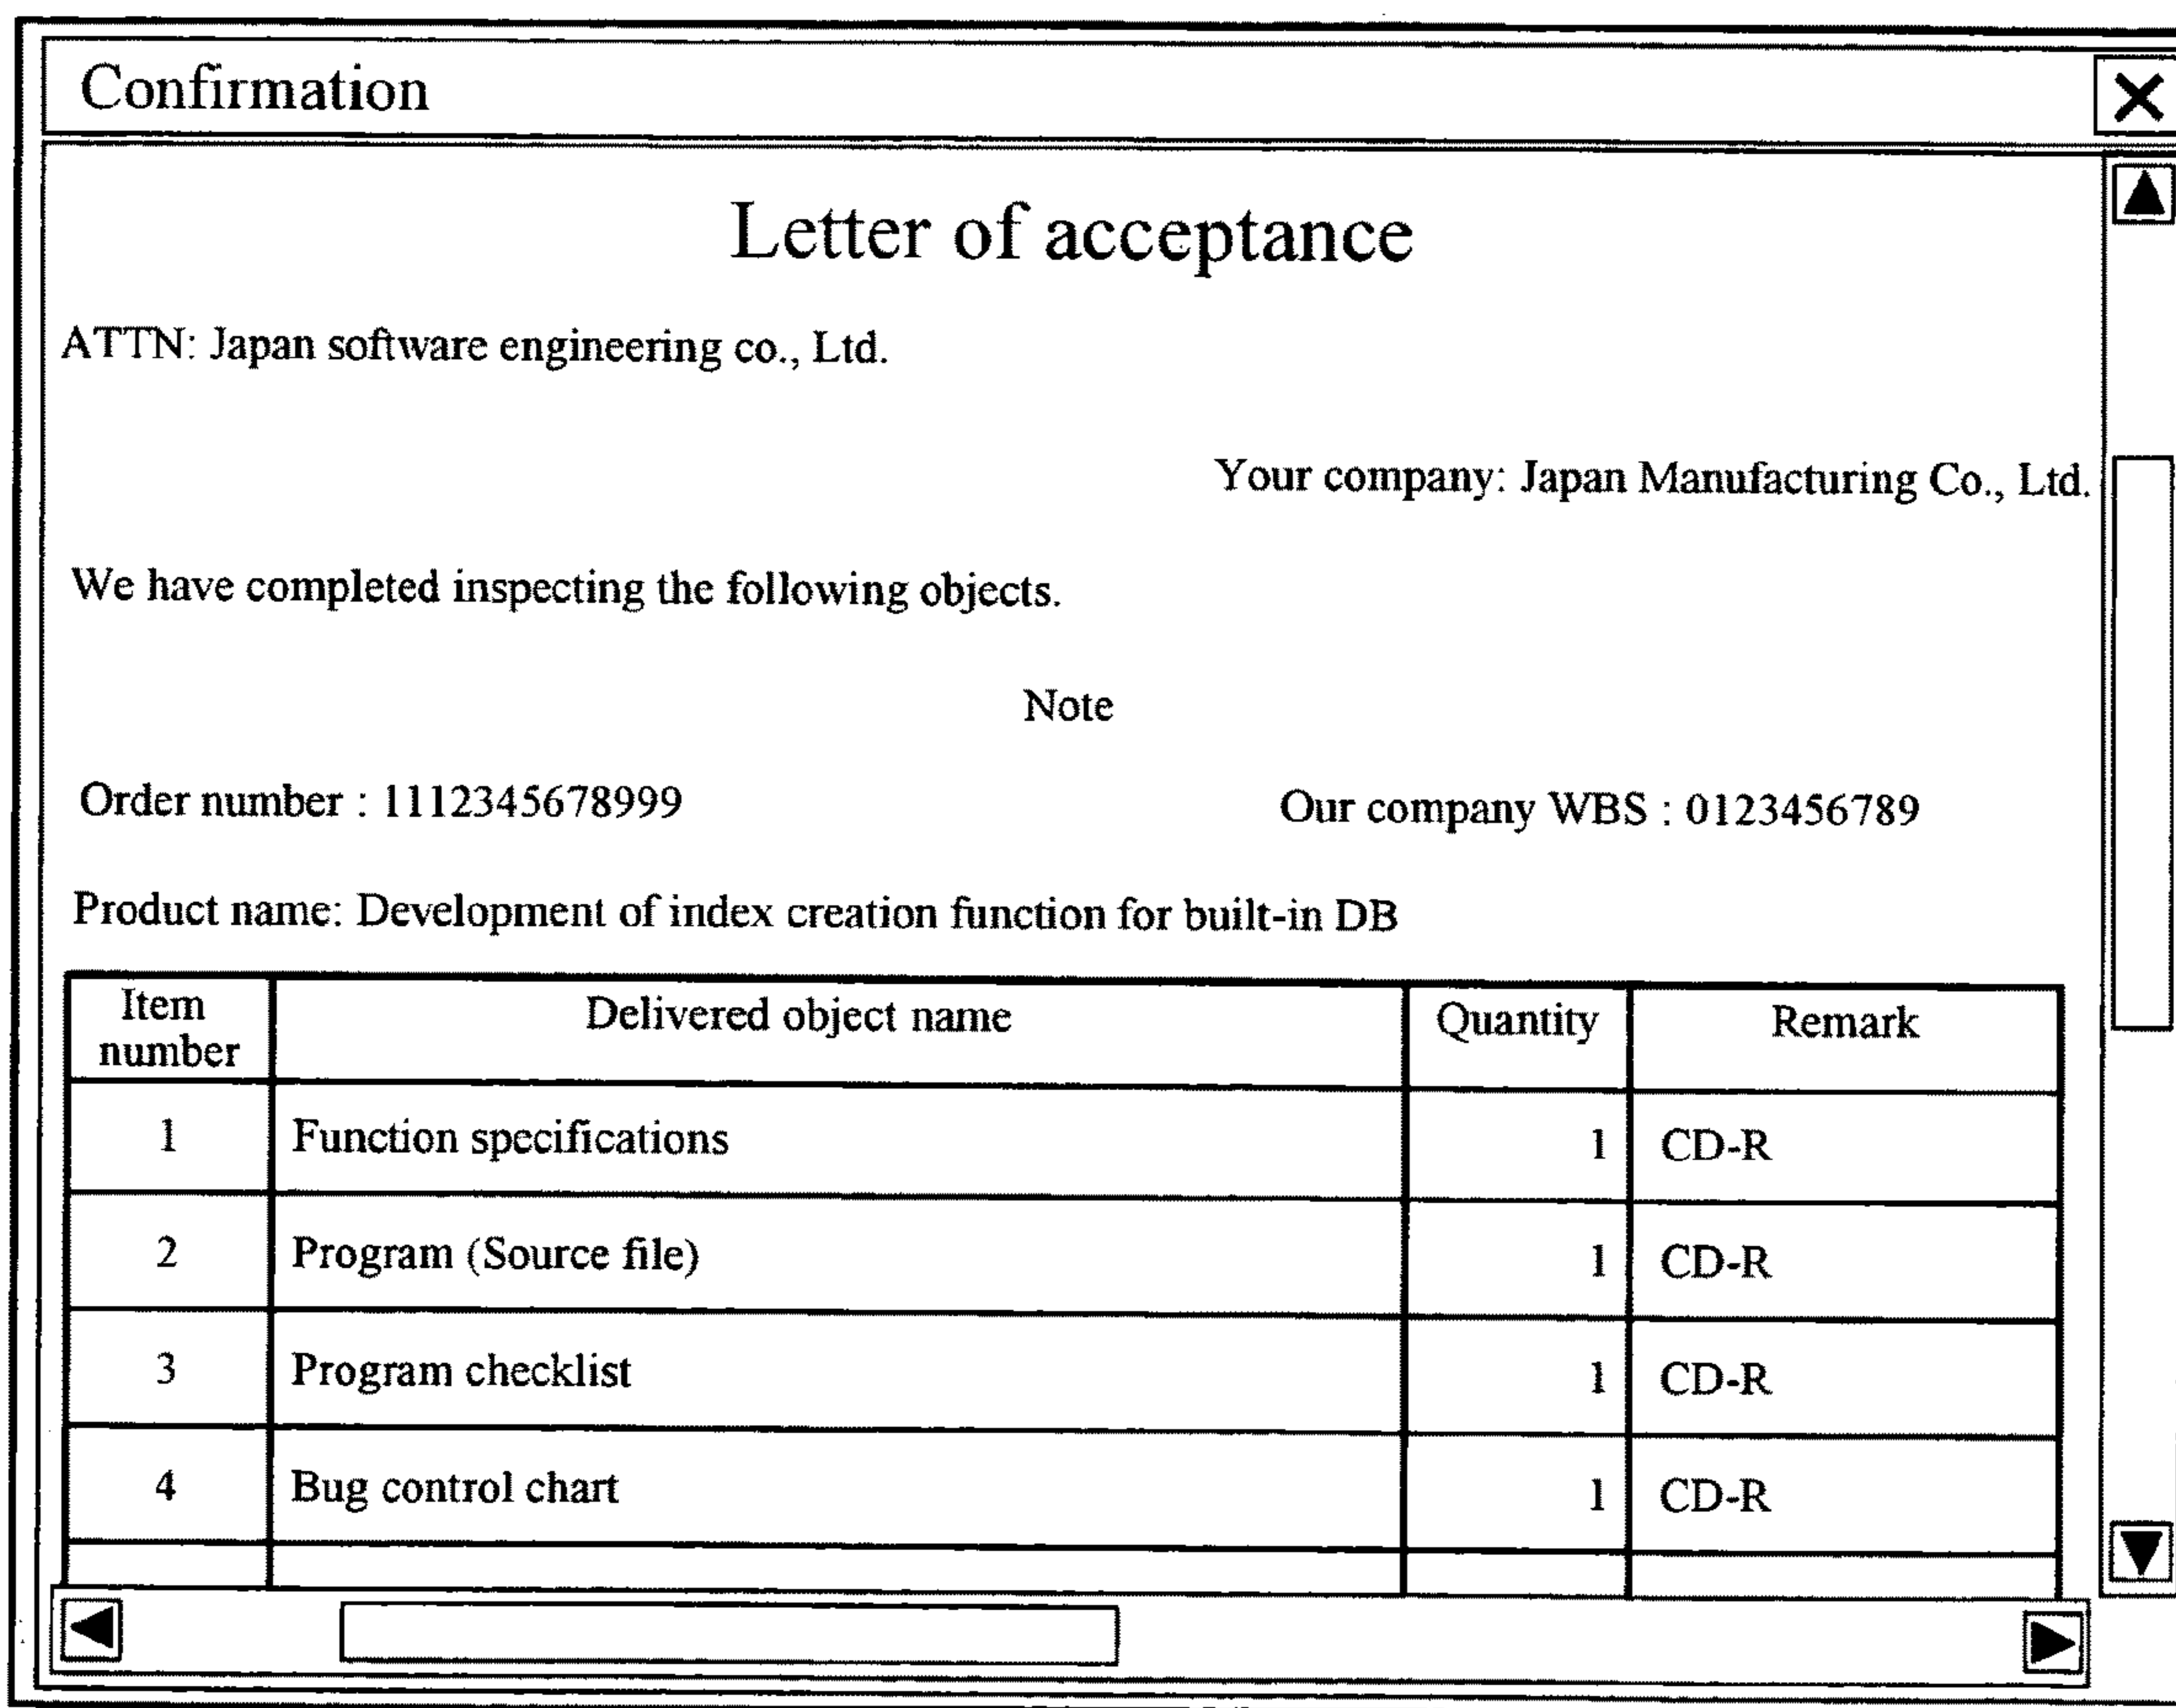 Confirmation
Letter of acceptance
ATTN: Japan software engineering co., Ltd.
Your company: Japan Manufacturing Co., Ltd.
We have completed inspecting the following objects.
Note
Order number : 1112345678999 Our company WBS : 0123456789
Product name: Development of index creation function for built-in DB
Item number Delivered object name Quantity Remark
1 Function specifications 1 CD-R
2 Program (Source file) 1 CD-R
3 Program checklist 1 CD-R
4 Bug control chart 1 CD-R